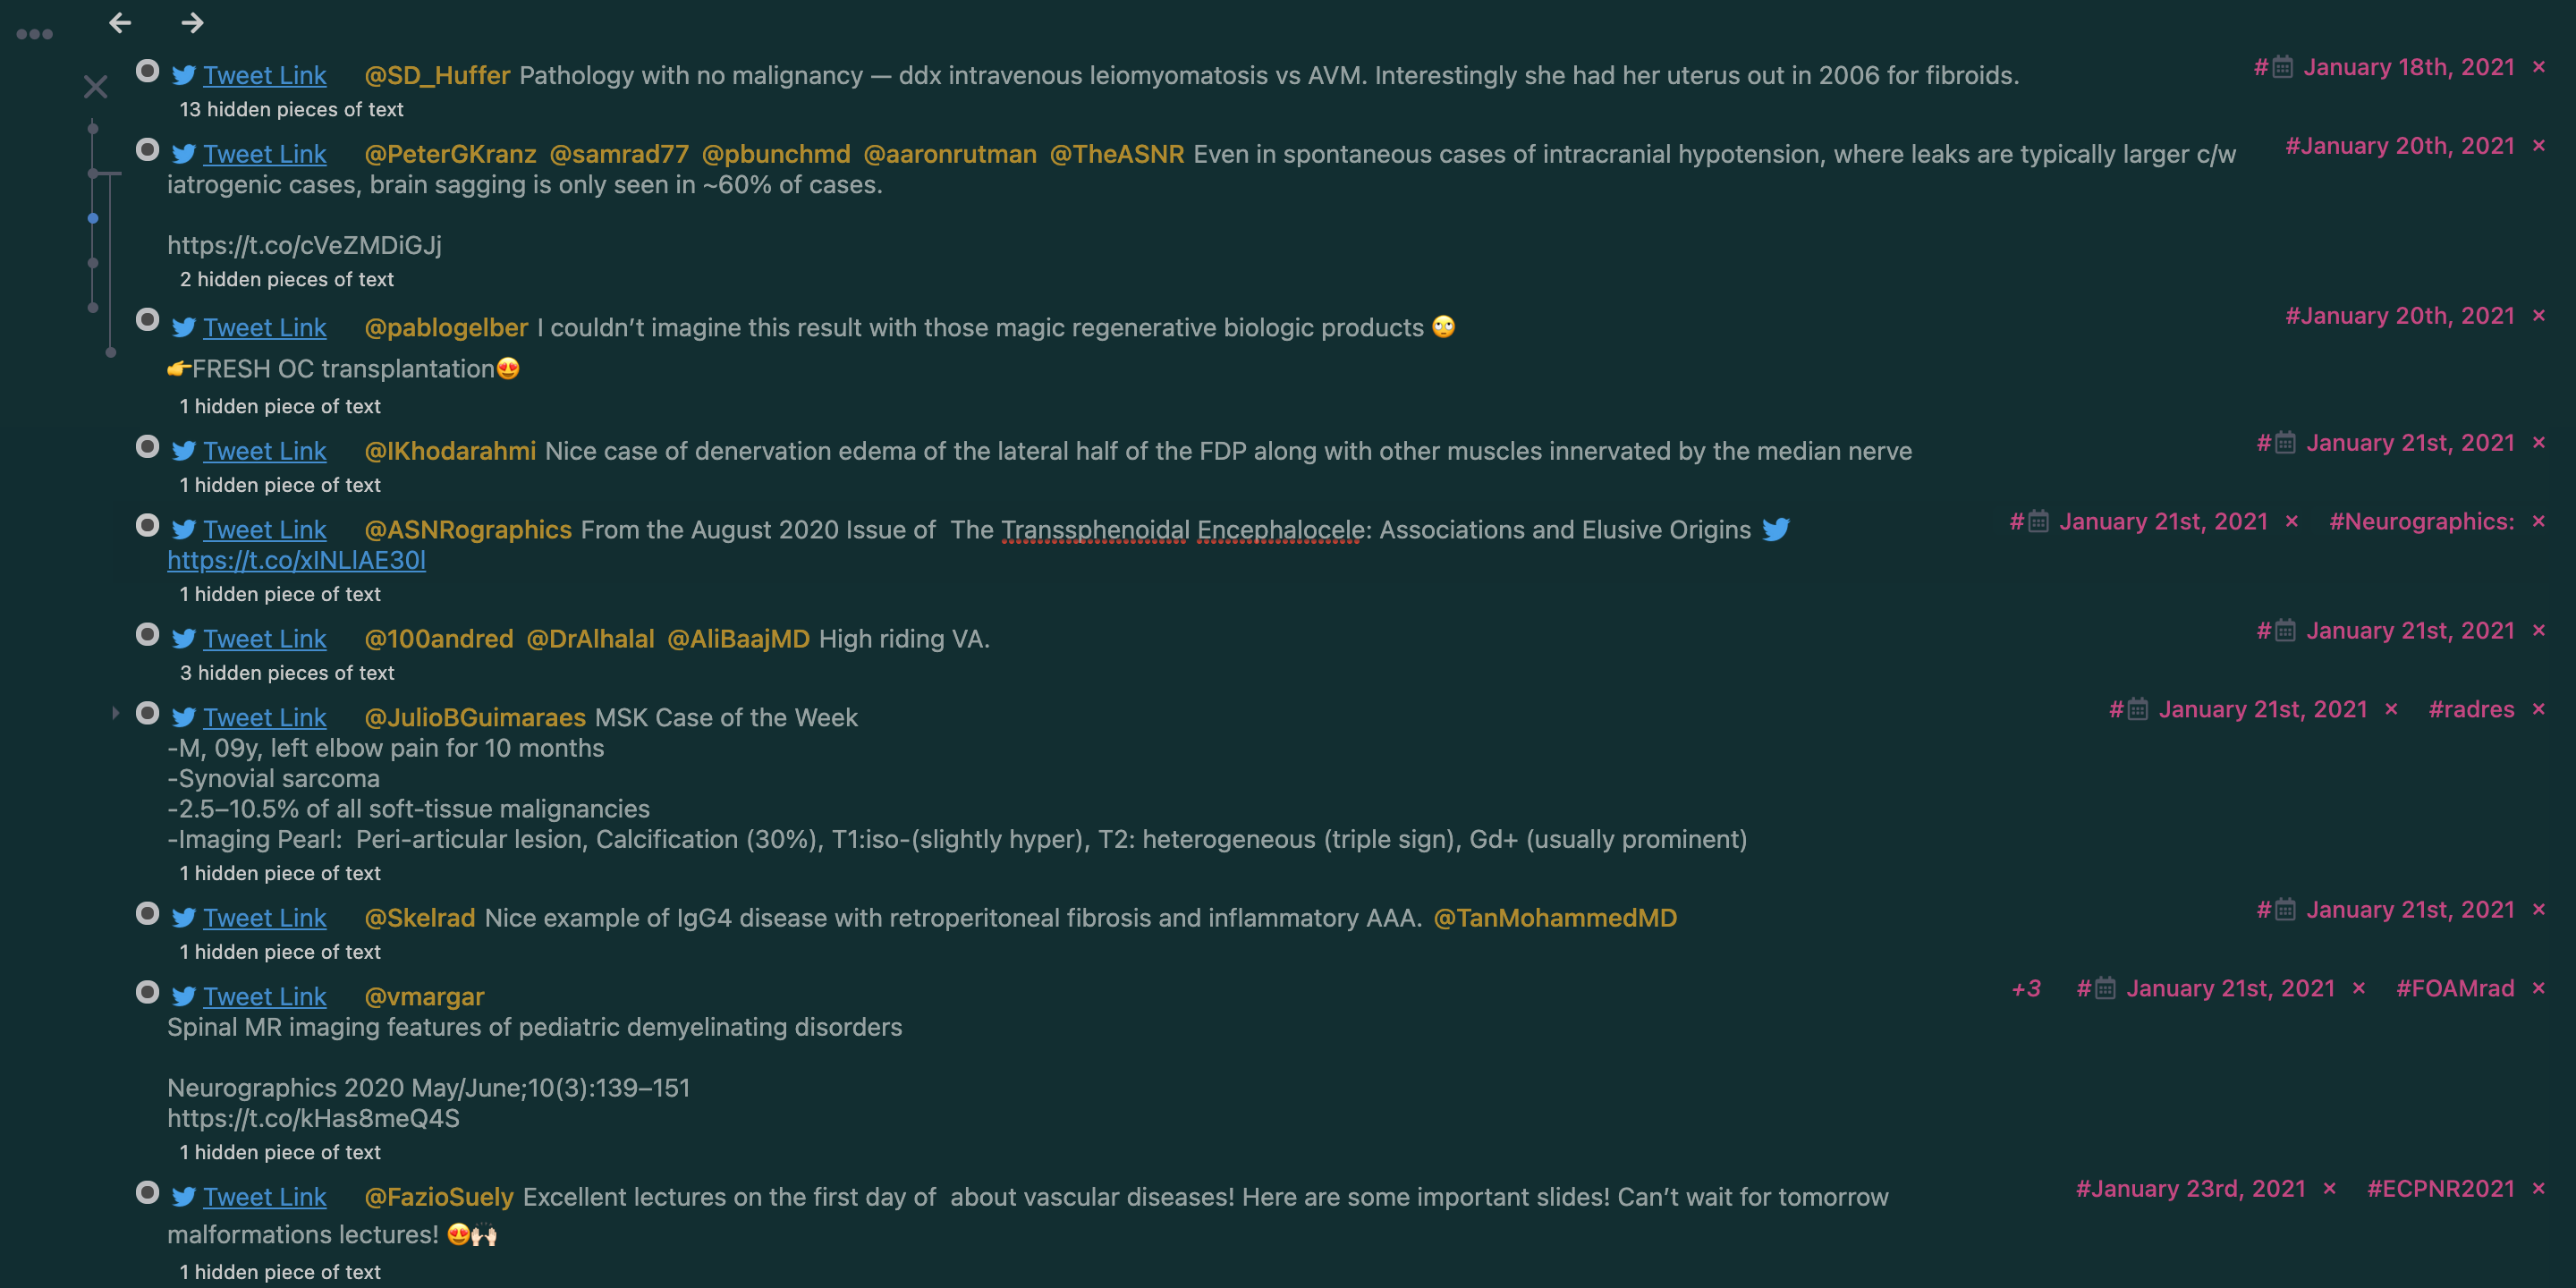 Tweet Link @SD_Huffer Pathology with no malignancy — ddx intravenous leiomyomatosis vs AVM. Interestingly she had her uterus out in 2006 for fibroids. # January 18th, 2021 ×
13 hidden pieces of text
Tweet Link @PeterGKranz @samrad77 @pbunchmd @aaronrutman @TheASNR Even in spontaneous cases of intracranial hypotension, where leaks are typically larger c/w #January 20th, 2021 ×
iatrogenic cases, brain sagging is only seen in ~60% of cases.
https://t.co/cVeZMDiGJj
2 hidden pieces of text
Tweet Link @pablogelber I couldn’t imagine this result with those magic regenerative biologic products 🙄 #January 20th, 2021 ×
👉FRESH OC transplantation😍
1 hidden piece of text
Tweet Link @IKhodarahmi Nice case of denervation edema of the lateral half of the FDP along with other muscles innervated by the median nerve # January 21st, 2021 ×
1 hidden piece of text
Tweet Link @ASNRographics From the August 2020 Issue of The Transsphenoidal Encephalocele: Associations and Elusive Origins # January 21st, 2021 × #Neurographics: ×
https://t.co/xINLlAE30l
1 hidden piece of text
Tweet Link @100andred @DrAlhalal @AliBaajMD High riding VA. # January 21st, 2021 ×
3 hidden pieces of text
Tweet Link @JulioBGuimaraes MSK Case of the Week # January 21st, 2021 × #radres ×
-M, 09y, left elbow pain for 10 months
-Synovial sarcoma
-2.5–10.5% of all soft-tissue malignancies
-Imaging Pearl: Peri-articular lesion, Calcification (30%), T1:iso-(slightly hyper), T2: heterogeneous (triple sign), Gd+ (usually prominent)
1 hidden piece of text
Tweet Link @Skelrad Nice example of IgG4 disease with retroperitoneal fibrosis and inflammatory AAA. @TanMohammedMD # January 21st, 2021 ×
1 hidden piece of text
Tweet Link @vmargar +3 # January 21st, 2021 × #FOAMrad ×
Spinal MR imaging features of pediatric demyelinating disorders
Neurographics 2020 May/June;10(3):139–151
https://t.co/kHas8meQ4S
1 hidden piece of text
Tweet Link @FazioSuely Excellent lectures on the first day of about vascular diseases! Here are some important slides! Can’t wait for tomorrow #January 23rd, 2021 × #ECPNR2021 ×
malformations lectures! 😍🙌🏻
1 hidden piece of text